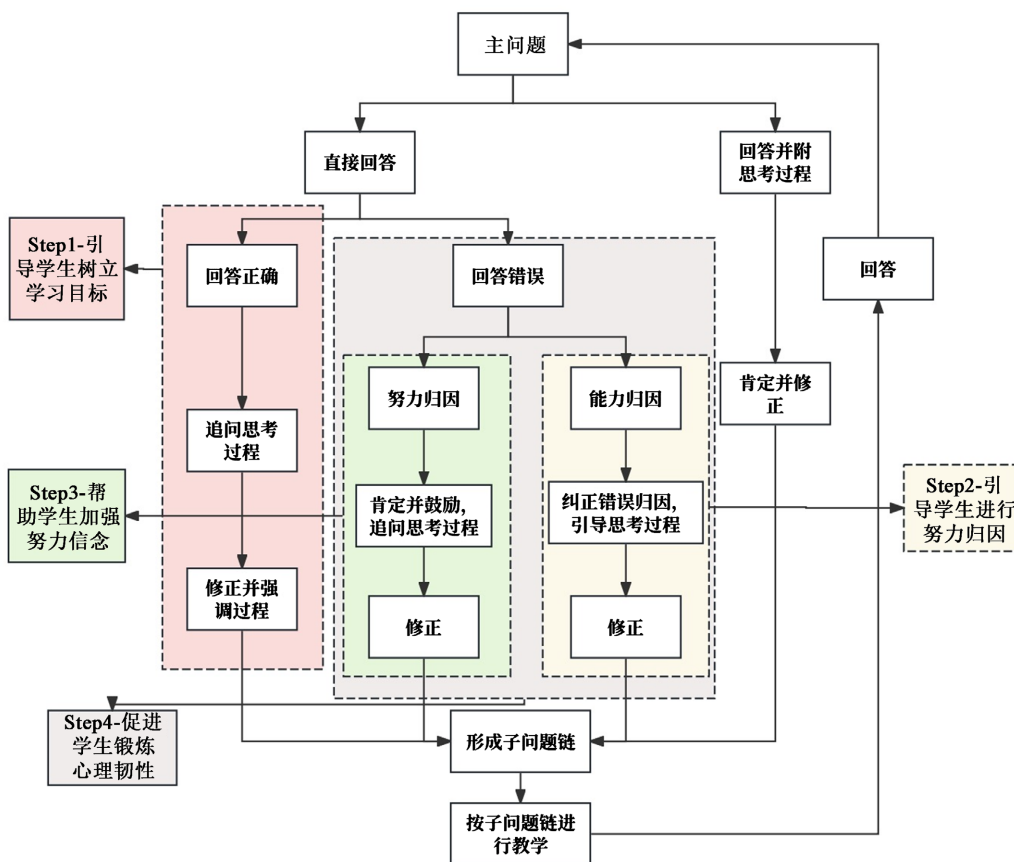 主问题
直接回答
回答并附
思考过程
Step1-引
导学生树立
学习目标
回答正确
回答错误
回答
努力归因
能力归因
肯定并修
正
追问思考
过程
Step3-帮
助学生加强
努力信念
肯定并鼓励,
追问思考过程
纠正错误归因,
引导思考过程
Step2-引
导学生进行
努力归因
修正并强
调过程
修正
修正
Step4-促进
学生锻炼
心理韧性
形成子问题链
按子问题链进
行教学